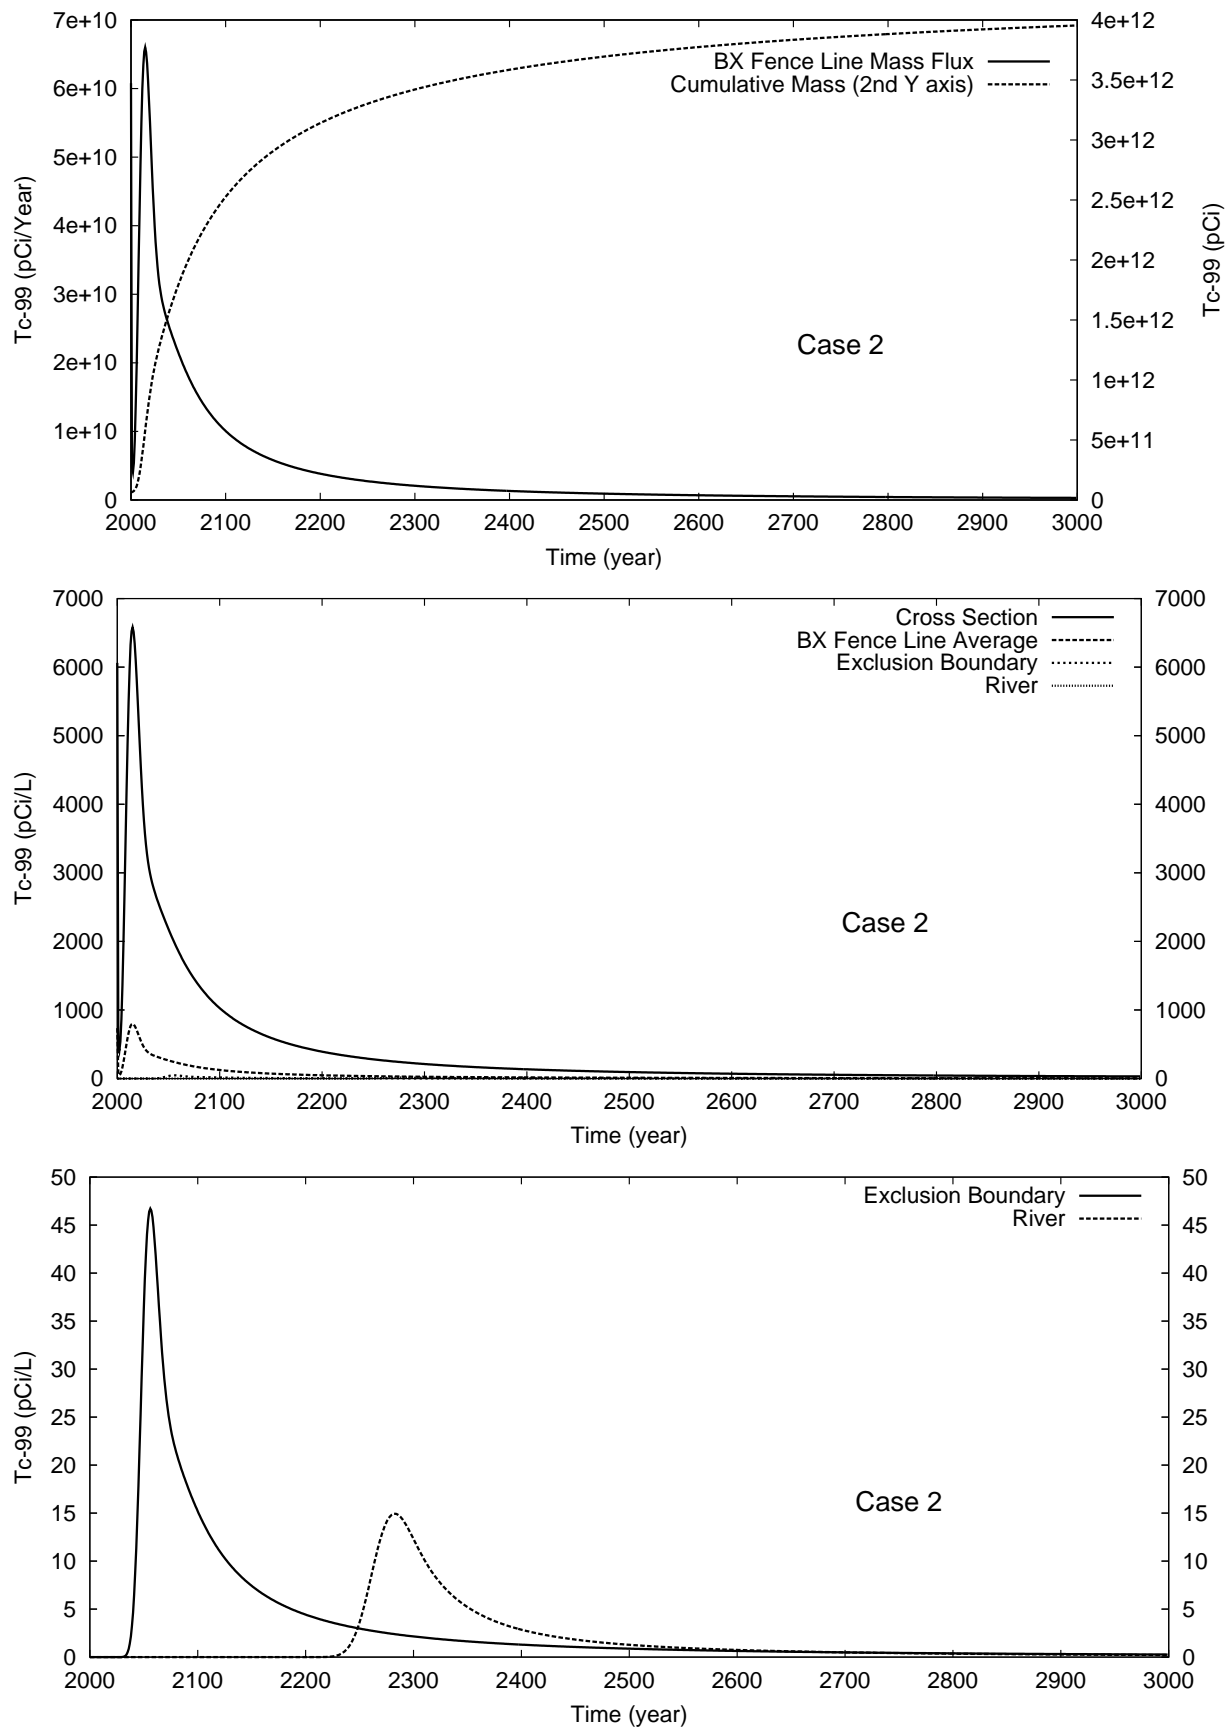 7e+10
6e+10
5e+10
4e+10
3e+10
2e+10
1e+10
0
4e+12
3.5e+12
3e+12
2.5e+12
2e+12
1.5e+12
1e+12
5e+11
0
Tc-99 (pCi/Year)
Tc-99 (pCi)
BX Fence Line Mass Flux
Cumulative Mass (2nd Y axis)
Case 2
2000 2100 2200 2300 2400 2500 2600 2700 2800 2900 3000
Time (year)
7000
6000
5000
4000
3000
2000
1000
0
7000
6000
5000
4000
3000
2000
1000
0
Tc-99 (pCi/L)
Cross Section
BX Fence Line Average
Exclusion Boundary
River
Case 2
2000 2100 2200 2300 2400 2500 2600 2700 2800 2900 3000
Time (year)
50
45
40
35
30
25
20
15
10
5
0
50
45
40
35
30
25
20
15
10
5
0
Tc-99 (pCi/L)
Exclusion Boundary
River
Case 2
2000 2100 2200 2300 2400 2500 2600 2700 2800 2900 3000
Time (year)